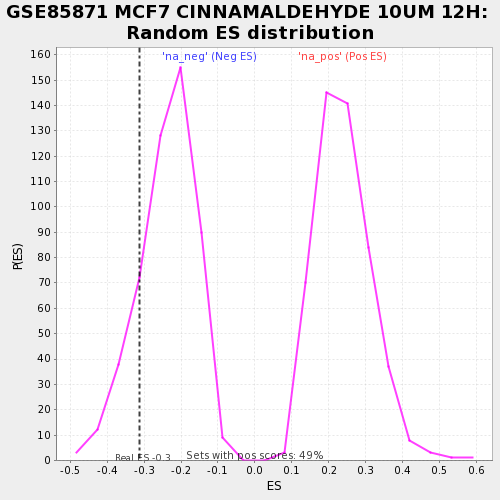 GSE85871 MCF7 CINNAMALDEHYDE 10UM 12H:
Random ES distribution
'na_neg' (Neg ES) 'na_pos' (Pos ES)
160
150
140
130
120
110
100
90
80
70
60
50
40
30
20
10
0
P(ES)
Real ES -0.3
Sets with pos scores: 49%
-0.5 -0.4 -0.3 -0.2 -0.1 0.0 0.1 0.2 0.3 0.4 0.5 0.6
ES